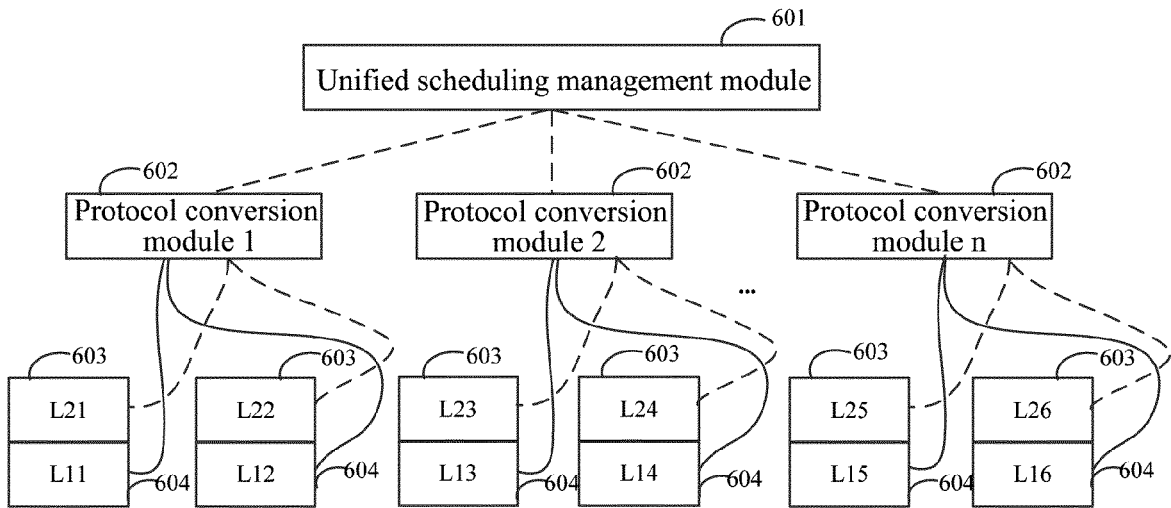 601
Unified scheduling management module
602
602
602
Protocol conversion
module 1
Protocol conversion
module 2
Protocol conversion
module n
...
603
603
603
603
603
603
L21
L22
L23
L24
L25
L26
L11
L12
L13
L14
L15
L16
604
604
604
604
604
604